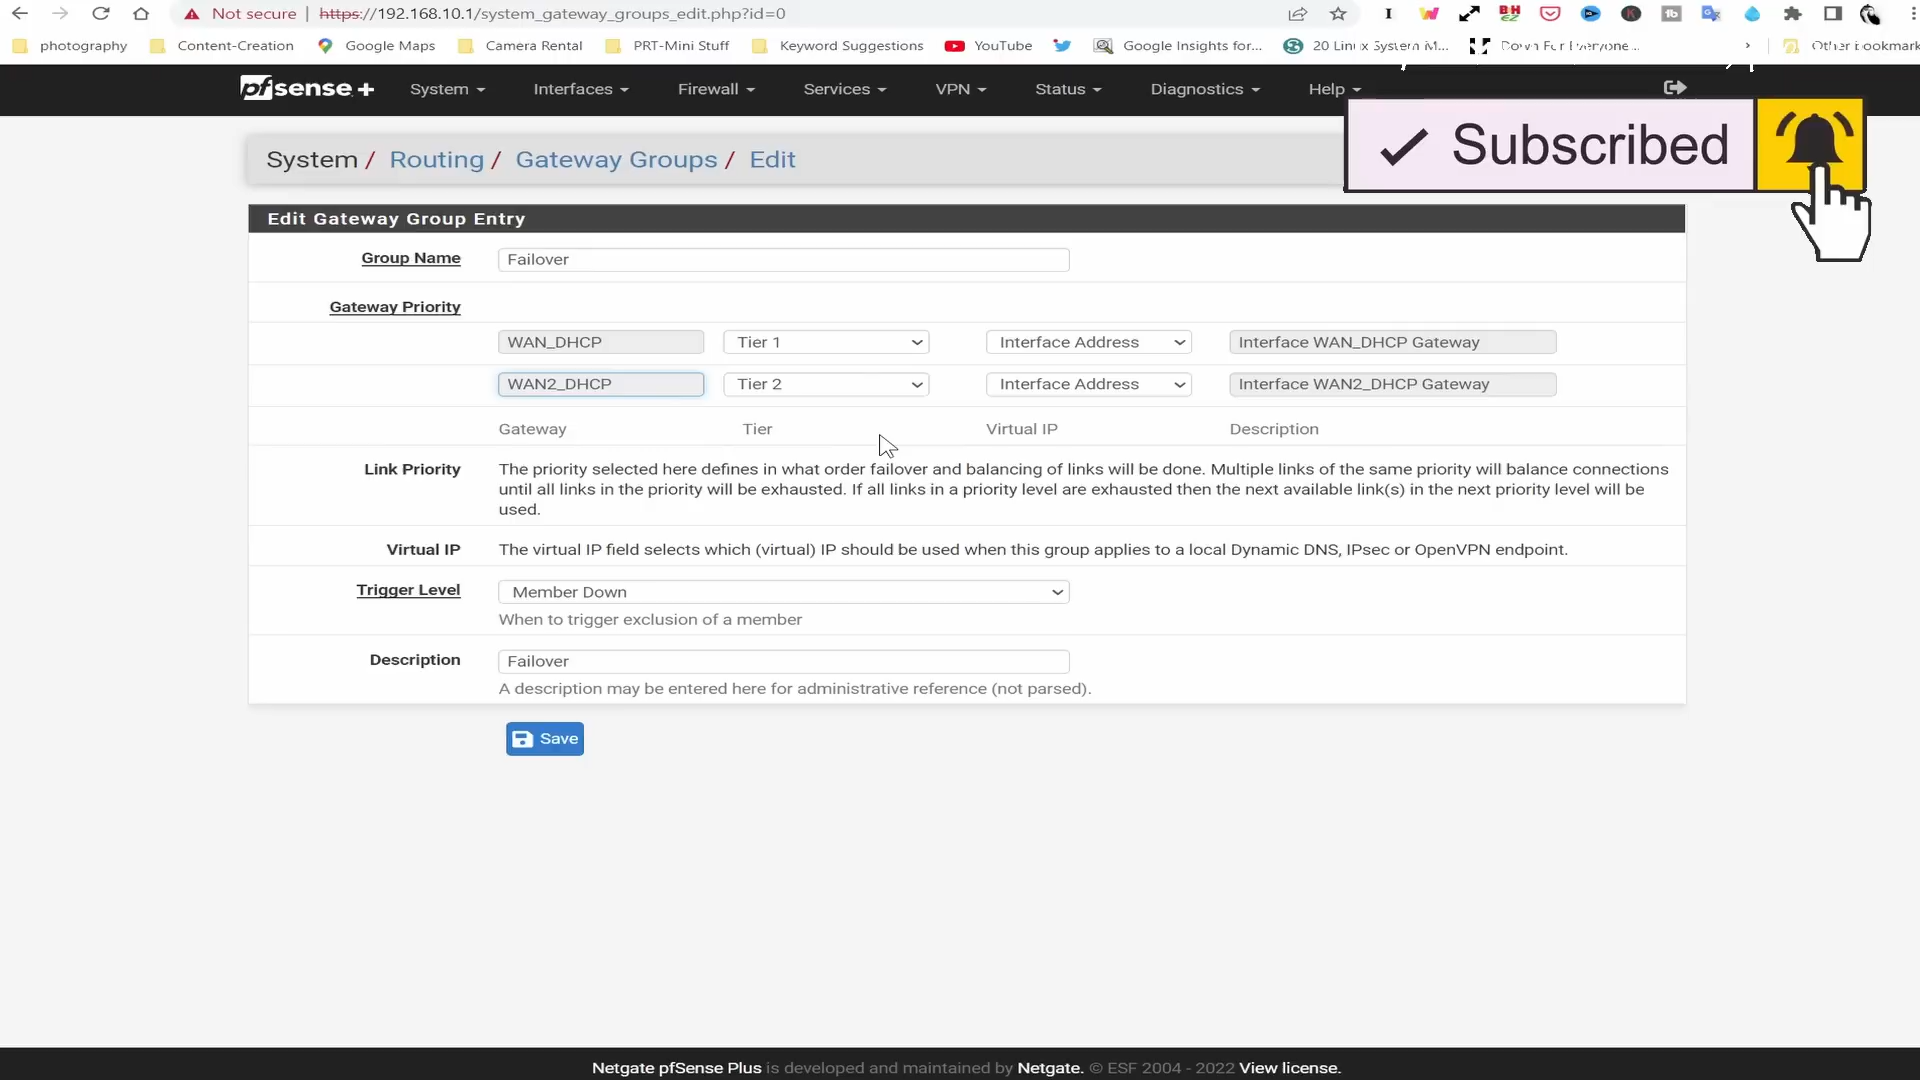 Not secure | https://192.168.10.1/system_gateway_groups_edit.php?id=0
photography Content-Creation Google Maps Camera Rental PRT-Mini Stuff Keyword Suggestions YouTube Google Insights for... 20 Linux System M... Down For Everyone... Other bookmark
pfsense + System Interfaces Firewall Services VPN Status Diagnostics Help
Subscribed
System / Routing / Gateway Groups / Edit
Edit Gateway Group Entry
Group Name Failover
Gateway Priority
WAN_DHCP Tier 1 Interface Address Interface WAN_DHCP Gateway
WAN2_DHCP Tier 2 Interface Address Interface WAN2_DHCP Gateway
Gateway Tier Virtual IP Description
Link Priority The priority selected here defines in what order failover and balancing of links will be done. Multiple links of the same priority will balance connections
until all links in the priority will be exhausted. If all links in a priority level are exhausted then the next available link(s) in the next priority level will be
used.
Virtual IP The virtual IP field selects which (virtual) IP should be used when this group applies to a local Dynamic DNS, IPsec or OpenVPN endpoint.
Trigger Level Member Down
When to trigger exclusion of a member
Description Failover
A description may be entered here for administrative reference (not parsed).
Save
Netgate pfSense Plus is developed and maintained by Netgate. © ESF 2004 - 2022 View license.